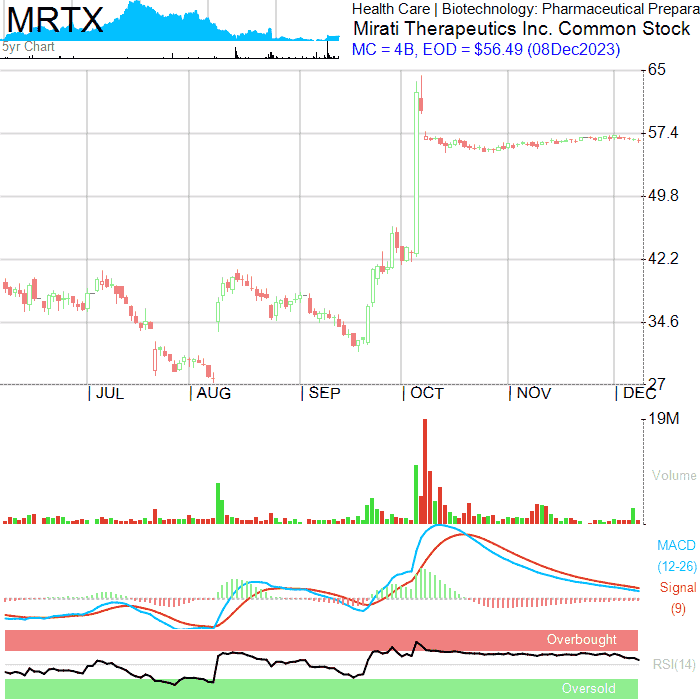 MRTX
5yr Chart
Health Care | Biotechnology: Pharmaceutical Prepara
Mirati Therapeutics Inc. Common Stock
MC = 4B, EOD = $56.49 (08Dec2023)
65
57.4
49.8
42.2
34.6
27
| JUL | AUG | SEP | OCT | NOV | DEC
19M
Volume
MACD
(12-26)
Signal
(9)
Overbought
RSI(14)
Oversold